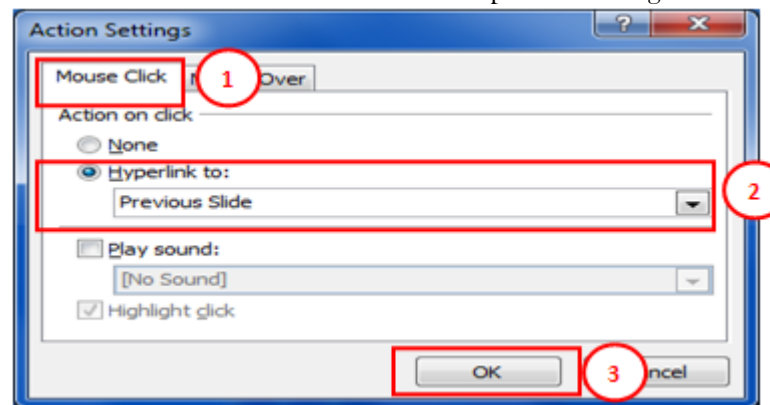 Action Settings
Mouse Click 1 Over
Action on click
None
Hyperlink to:
Previous Slide 2
Play sound:
[No Sound]
Highlight click
OK 3 ncel